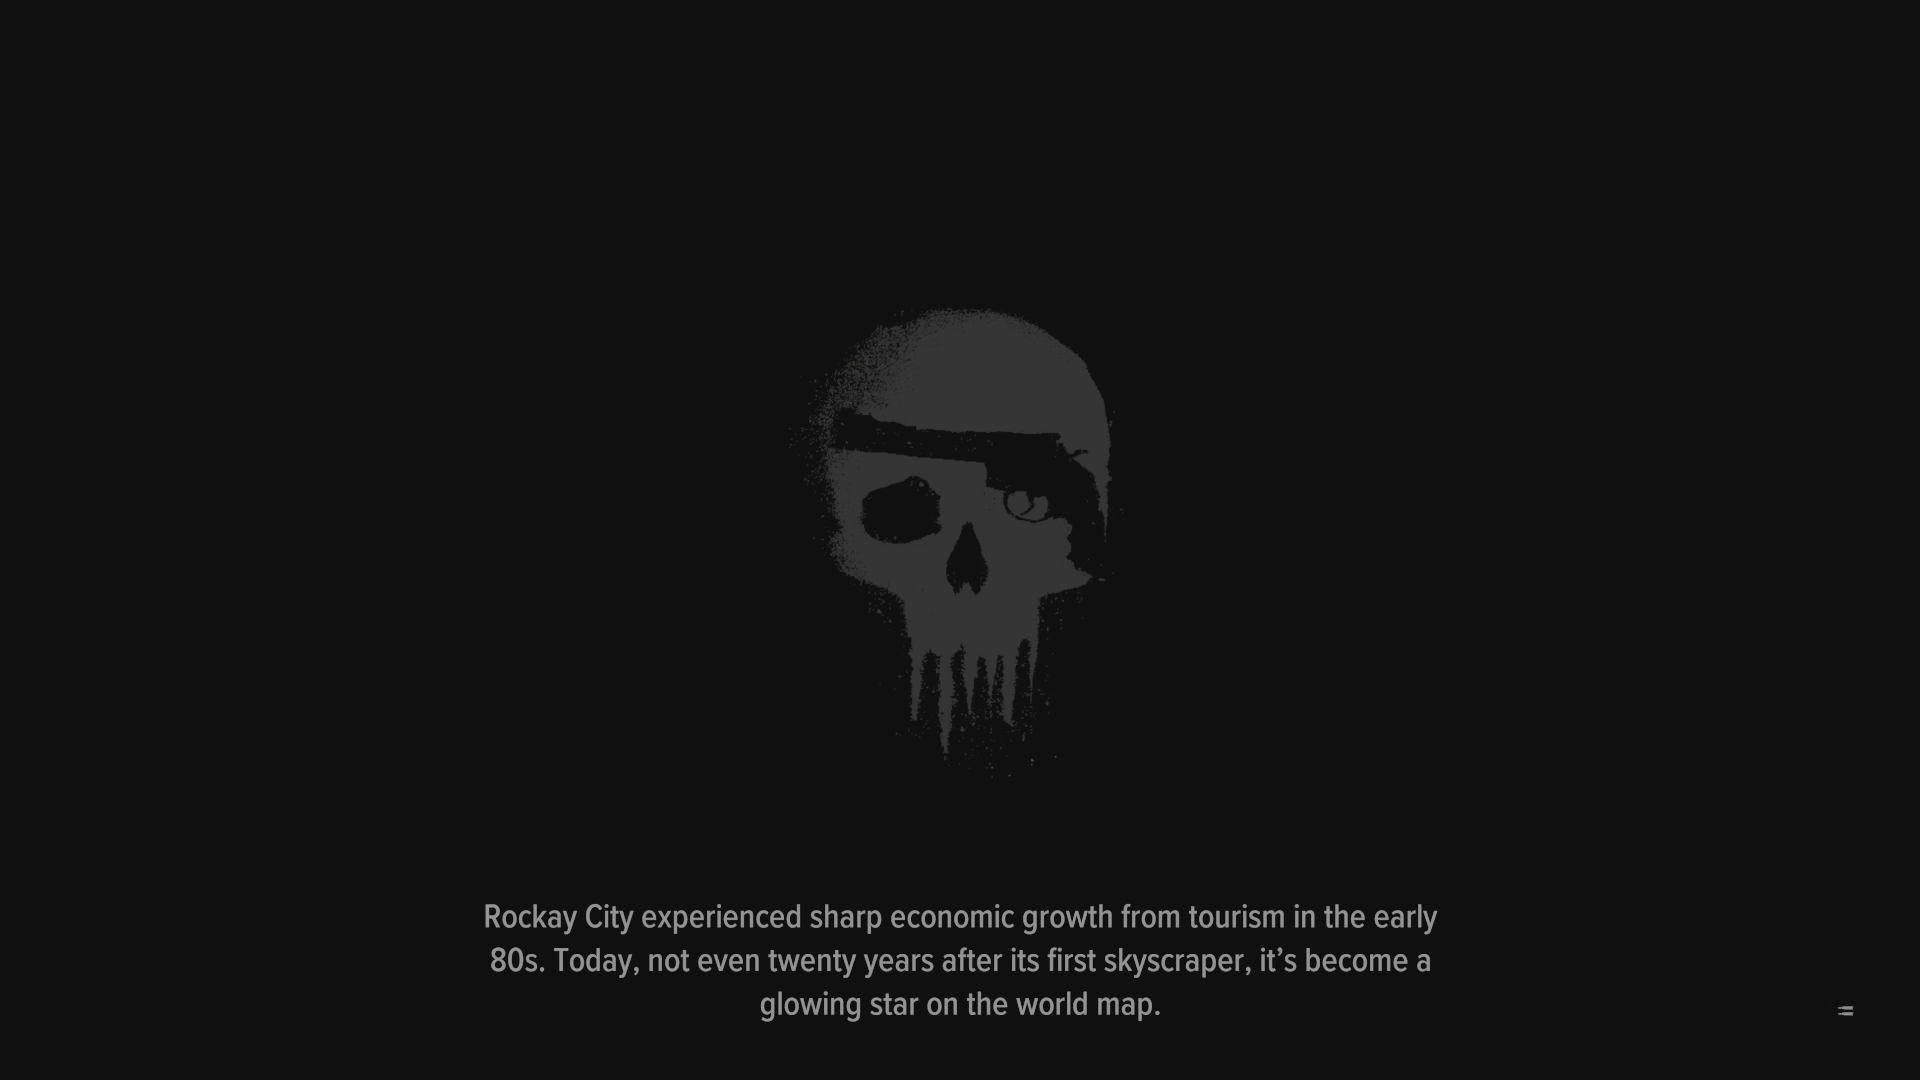 Rockay City experienced sharp economic growth from tourism in the early
80s. Today, not even twenty years after its first skyscraper, it’s become a
glowing star on the world map.